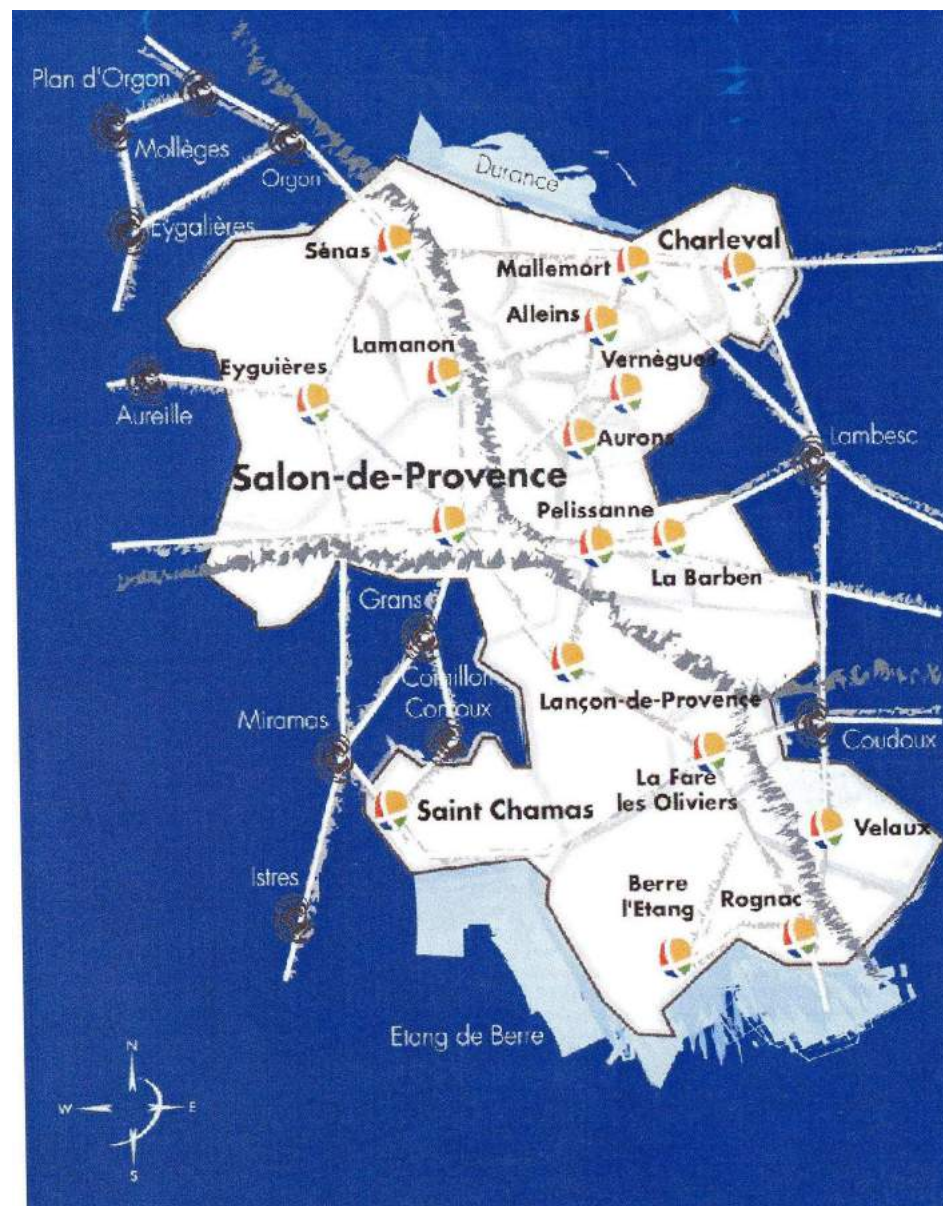 Plan d'Orgon
Mollèges
Orgon
Durance
Eygalières
Sénas
Charleval
Mallemort
Alleins
Lamanon
Vernègues
Eyguières
Aureille
Aurons
Lambesc
Salon-de-Provence
Pelissanne
La Barben
Grans
Cornillon
Confoux
Lançon-de-Provence
Miramas
Coudoux
La Fare
les Oliviers
Saint Chamas
Velaux
Istres
Berre
l'Etang
Rognac
Etang de Berre
N
W
E
S